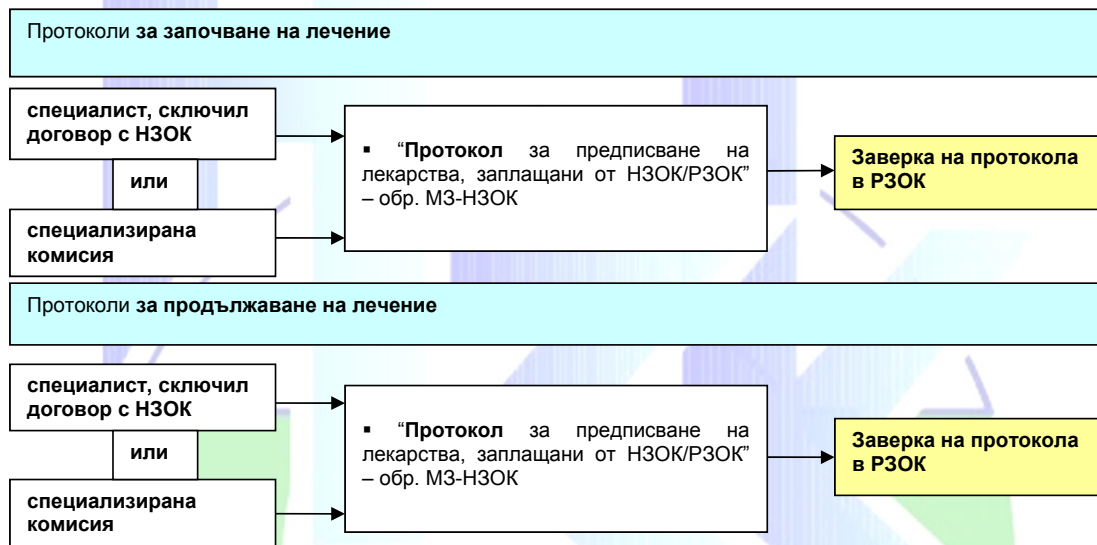 Протоколи за започване на лечение
специалист, сключил
договор с НЗОК
или
специализирана
комисия
▪ “Протокол за предписване на
лекарства, заплащани от НЗОК/РЗОК”
– обр. МЗ-НЗОК
Заверка на протокола
в РЗОК
Протоколи за продължаване на лечение
специалист, сключил
договор с НЗОК
или
специализирана
комисия
▪ “Протокол за предписване на
лекарства, заплащани от НЗОК/РЗОК”
– обр. МЗ-НЗОК
Заверка на протокола
в РЗОК